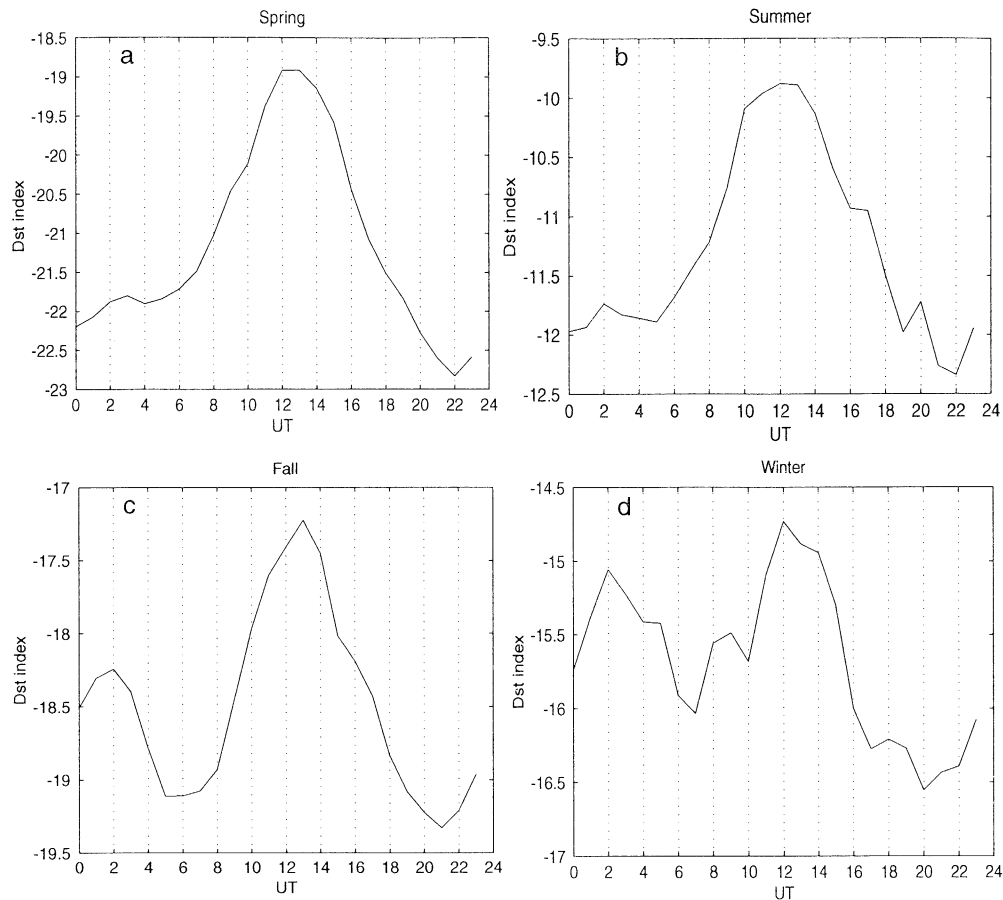 Spring
a
-18.5
-19
-19.5
-20
-20.5
-21
-21.5
-22
-22.5
-23
Dst index
0 2 4 6 8 10 12 14 16 18 20 22 24
UT
Summer
b
-9.5
-10
-10.5
-11
-11.5
-12
-12.5
Dst index
0 2 4 6 8 10 12 14 16 18 20 22 24
UT
Fall
c
-17
-17.5
-18
-18.5
-19
-19.5
Dst index
0 2 4 6 8 10 12 14 16 18 20 22 24
UT
Winter
d
-14.5
-15
-15.5
-16
-16.5
-17
Dst index
0 2 4 6 8 10 12 14 16 18 20 22 24
UT